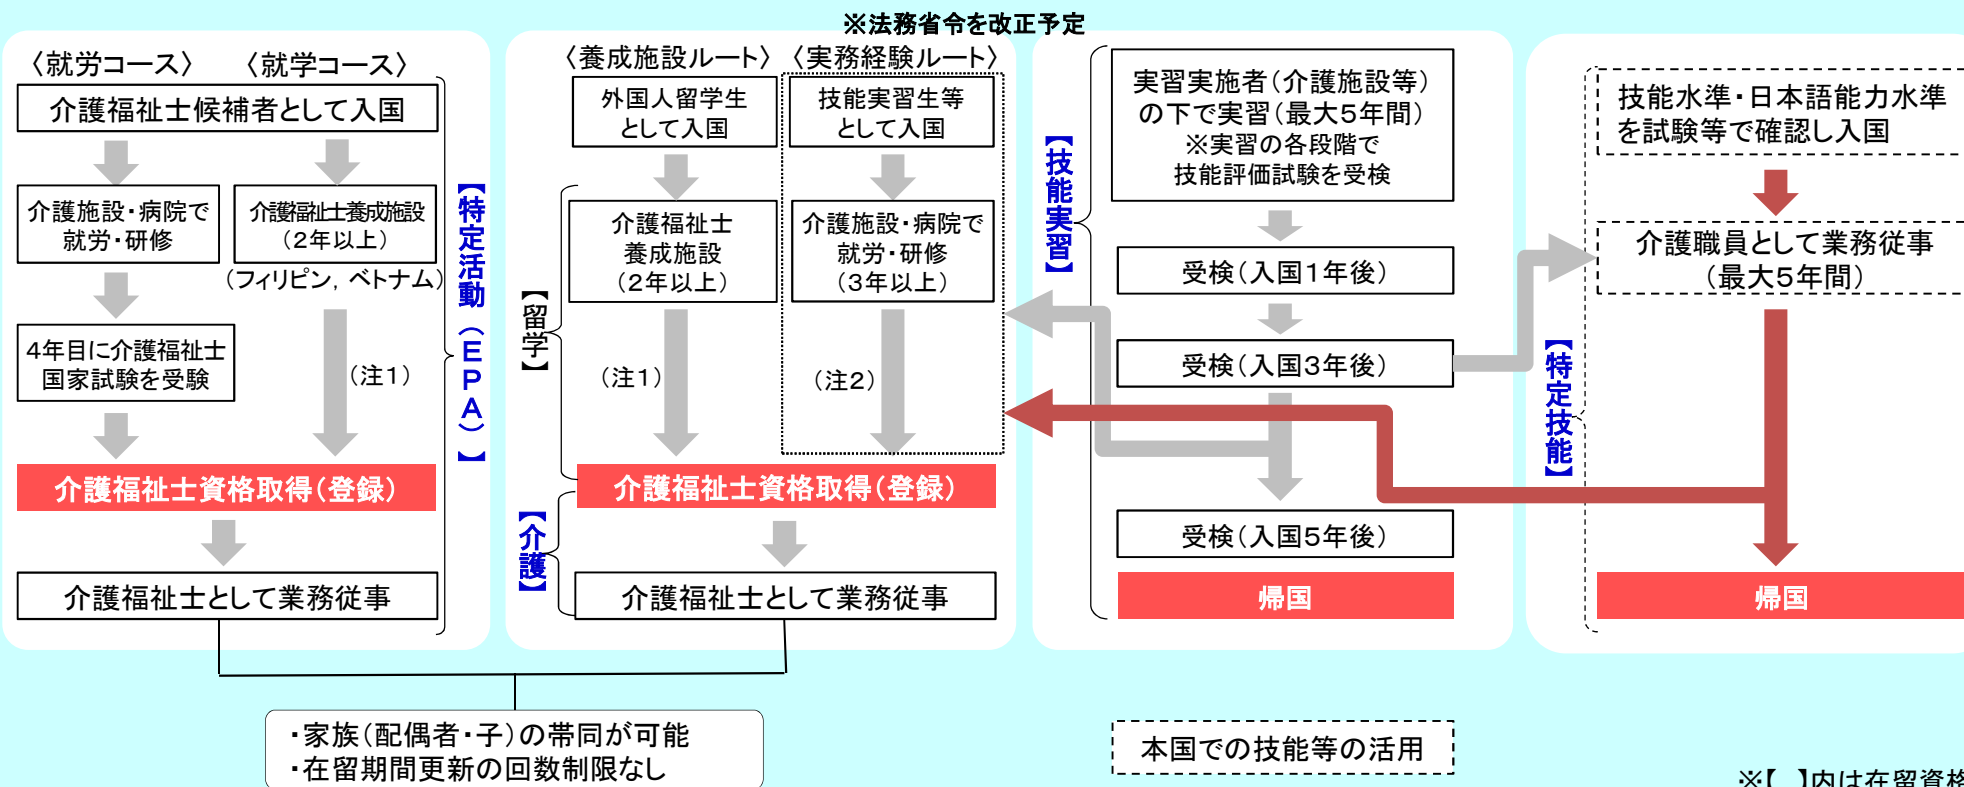 ※法務省令を改正予定
〈就労コース〉
〈就学コース〉
介護福祉士候補者として入国
介護施設・病院で
就労・研修
介護福祉士養成施設
（２年以上）
（フィリピン，ベトナム）
４年目に介護福祉士
国家試験を受験
（注１）
介護福祉士資格取得（登録）
介護福祉士として業務従事
【特定活動（ＥＰＡ）】
〈養成施設ルート〉
〈実務経験ルート〉
外国人留学生
として入国
技能実習生等
として入国
介護福祉士
養成施設
（２年以上）
介護施設・病院で
就労・研修
（３年以上）
【留学】
（注１）
（注２）
介護福祉士資格取得（登録）
【介護】
介護福祉士として業務従事
・家族（配偶者・子）の帯同が可能
・在留期間更新の回数制限なし
【技能実習】
実習実施者（介護施設等）
の下で実習（最大５年間）
※実習の各段階で
技能評価試験を受検
受検（入国１年後）
受検（入国３年後）
受検（入国５年後）
帰国
本国での技能等の活用
【特定技能】
技能水準・日本語能力水準
を試験等で確認し入国
介護職員として業務従事
（最大５年間）
帰国
※【　】内は在留資格